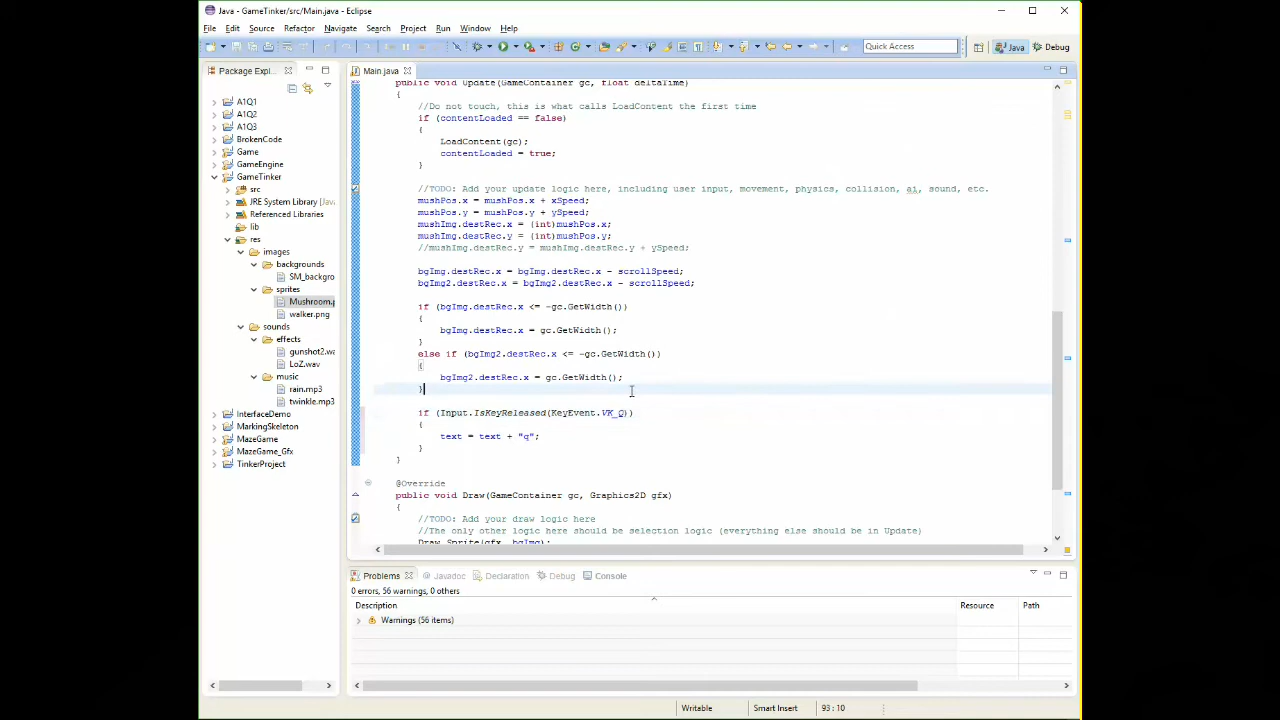 Java - GameTinker/src/Main.java - Eclipse
File Edit Source Refactor Navigate Search Project Run Window Help
Quick Access
Java
Debug
Package Expl...
A1Q1
A1Q2
A1Q3
BrokenCode
Game
GameEngine
GameTinker
src
JRE System Library [Java
Referenced Libraries
lib
res
images
backgrounds
SM_backgro
sprites
Mushroom.p
walker.png
sounds
effects
gunshot2.wa
LoZ.wav
music
rain.mp3
twinkle.mp3
InterfaceDemo
MarkingSkeleton
MazeGame
MazeGame_Gfx
TinkerProject
Main.java
public void Update(GameContainer gc, float deltaTime)
{
//Do not touch, this is what calls LoadContent the first time
if (contentLoaded == false)
{
LoadContent(gc);
contentLoaded = true;
}
//TODO: Add your update logic here, including user input, movement, physics, collision, ai, sound, etc.
mushPos.x = mushPos.x + xSpeed;
mushPos.y = mushPos.y + ySpeed;
mushImg.destRec.x = (int)mushPos.x;
mushImg.destRec.y = (int)mushPos.y;
//mushImg.destRec.y = mushImg.destRec.y + ySpeed;
bgImg.destRec.x = bgImg.destRec.x - scrollSpeed;
bgImg2.destRec.x = bgImg2.destRec.x - scrollSpeed;
if (bgImg.destRec.x <= -gc.GetWidth())
{
bgImg.destRec.x = gc.GetWidth();
}
else if (bgImg2.destRec.x <= -gc.GetWidth())
{
bgImg2.destRec.x = gc.GetWidth();
}
if (Input.IsKeyReleased(KeyEvent.VK_Q))
{
text = text + "q";
}
}
@Override
public void Draw(GameContainer gc, Graphics2D gfx)
{
//TODO: Add your draw logic here
//The only other logic here should be selection logic (everything else should be in Update)
Draw.Sprite(gfx, bgImg);
Problems Javadoc Declaration Debug Console
0 errors, 56 warnings, 0 others
Description Resource Path
Warnings (56 items)
Writable Smart Insert 93 : 10